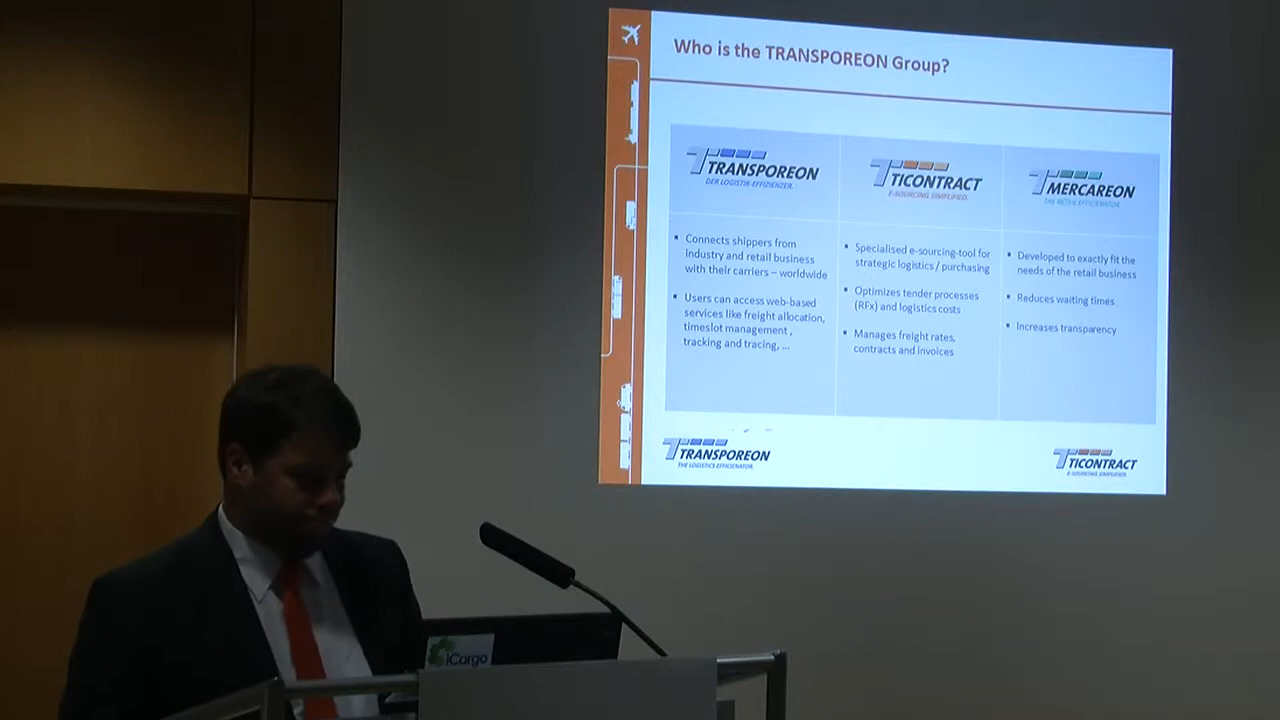 Who is the TRANSPOREON Group?
TRANSPOREON
DER LOGISTIK-EFFIZIENZER.
TICONTRACT
E-SOURCING SIMPLIFIED.
MERCAREON
THE RETAIL EFFICIENATOR.
▪ Connects shippers from
industry and retail business
with their carriers – worldwide
▪ Users can access web-based
services like freight allocation,
timeslot management ,
tracking and tracing, ...
▪ Specialised e-sourcing-tool for
strategic logistics / purchasing
▪ Optimizes tender processes
(RFx) and logistics costs
▪ Manages freight rates,
contracts and invoices
▪ Developed to exactly fit the
needs of the retail business
▪ Reduces waiting times
▪ Increases transparency
TRANSPOREON
THE LOGISTICS EFFICIENATOR.
TICONTRACT
E-SOURCING SIMPLIFIED.
iCargo